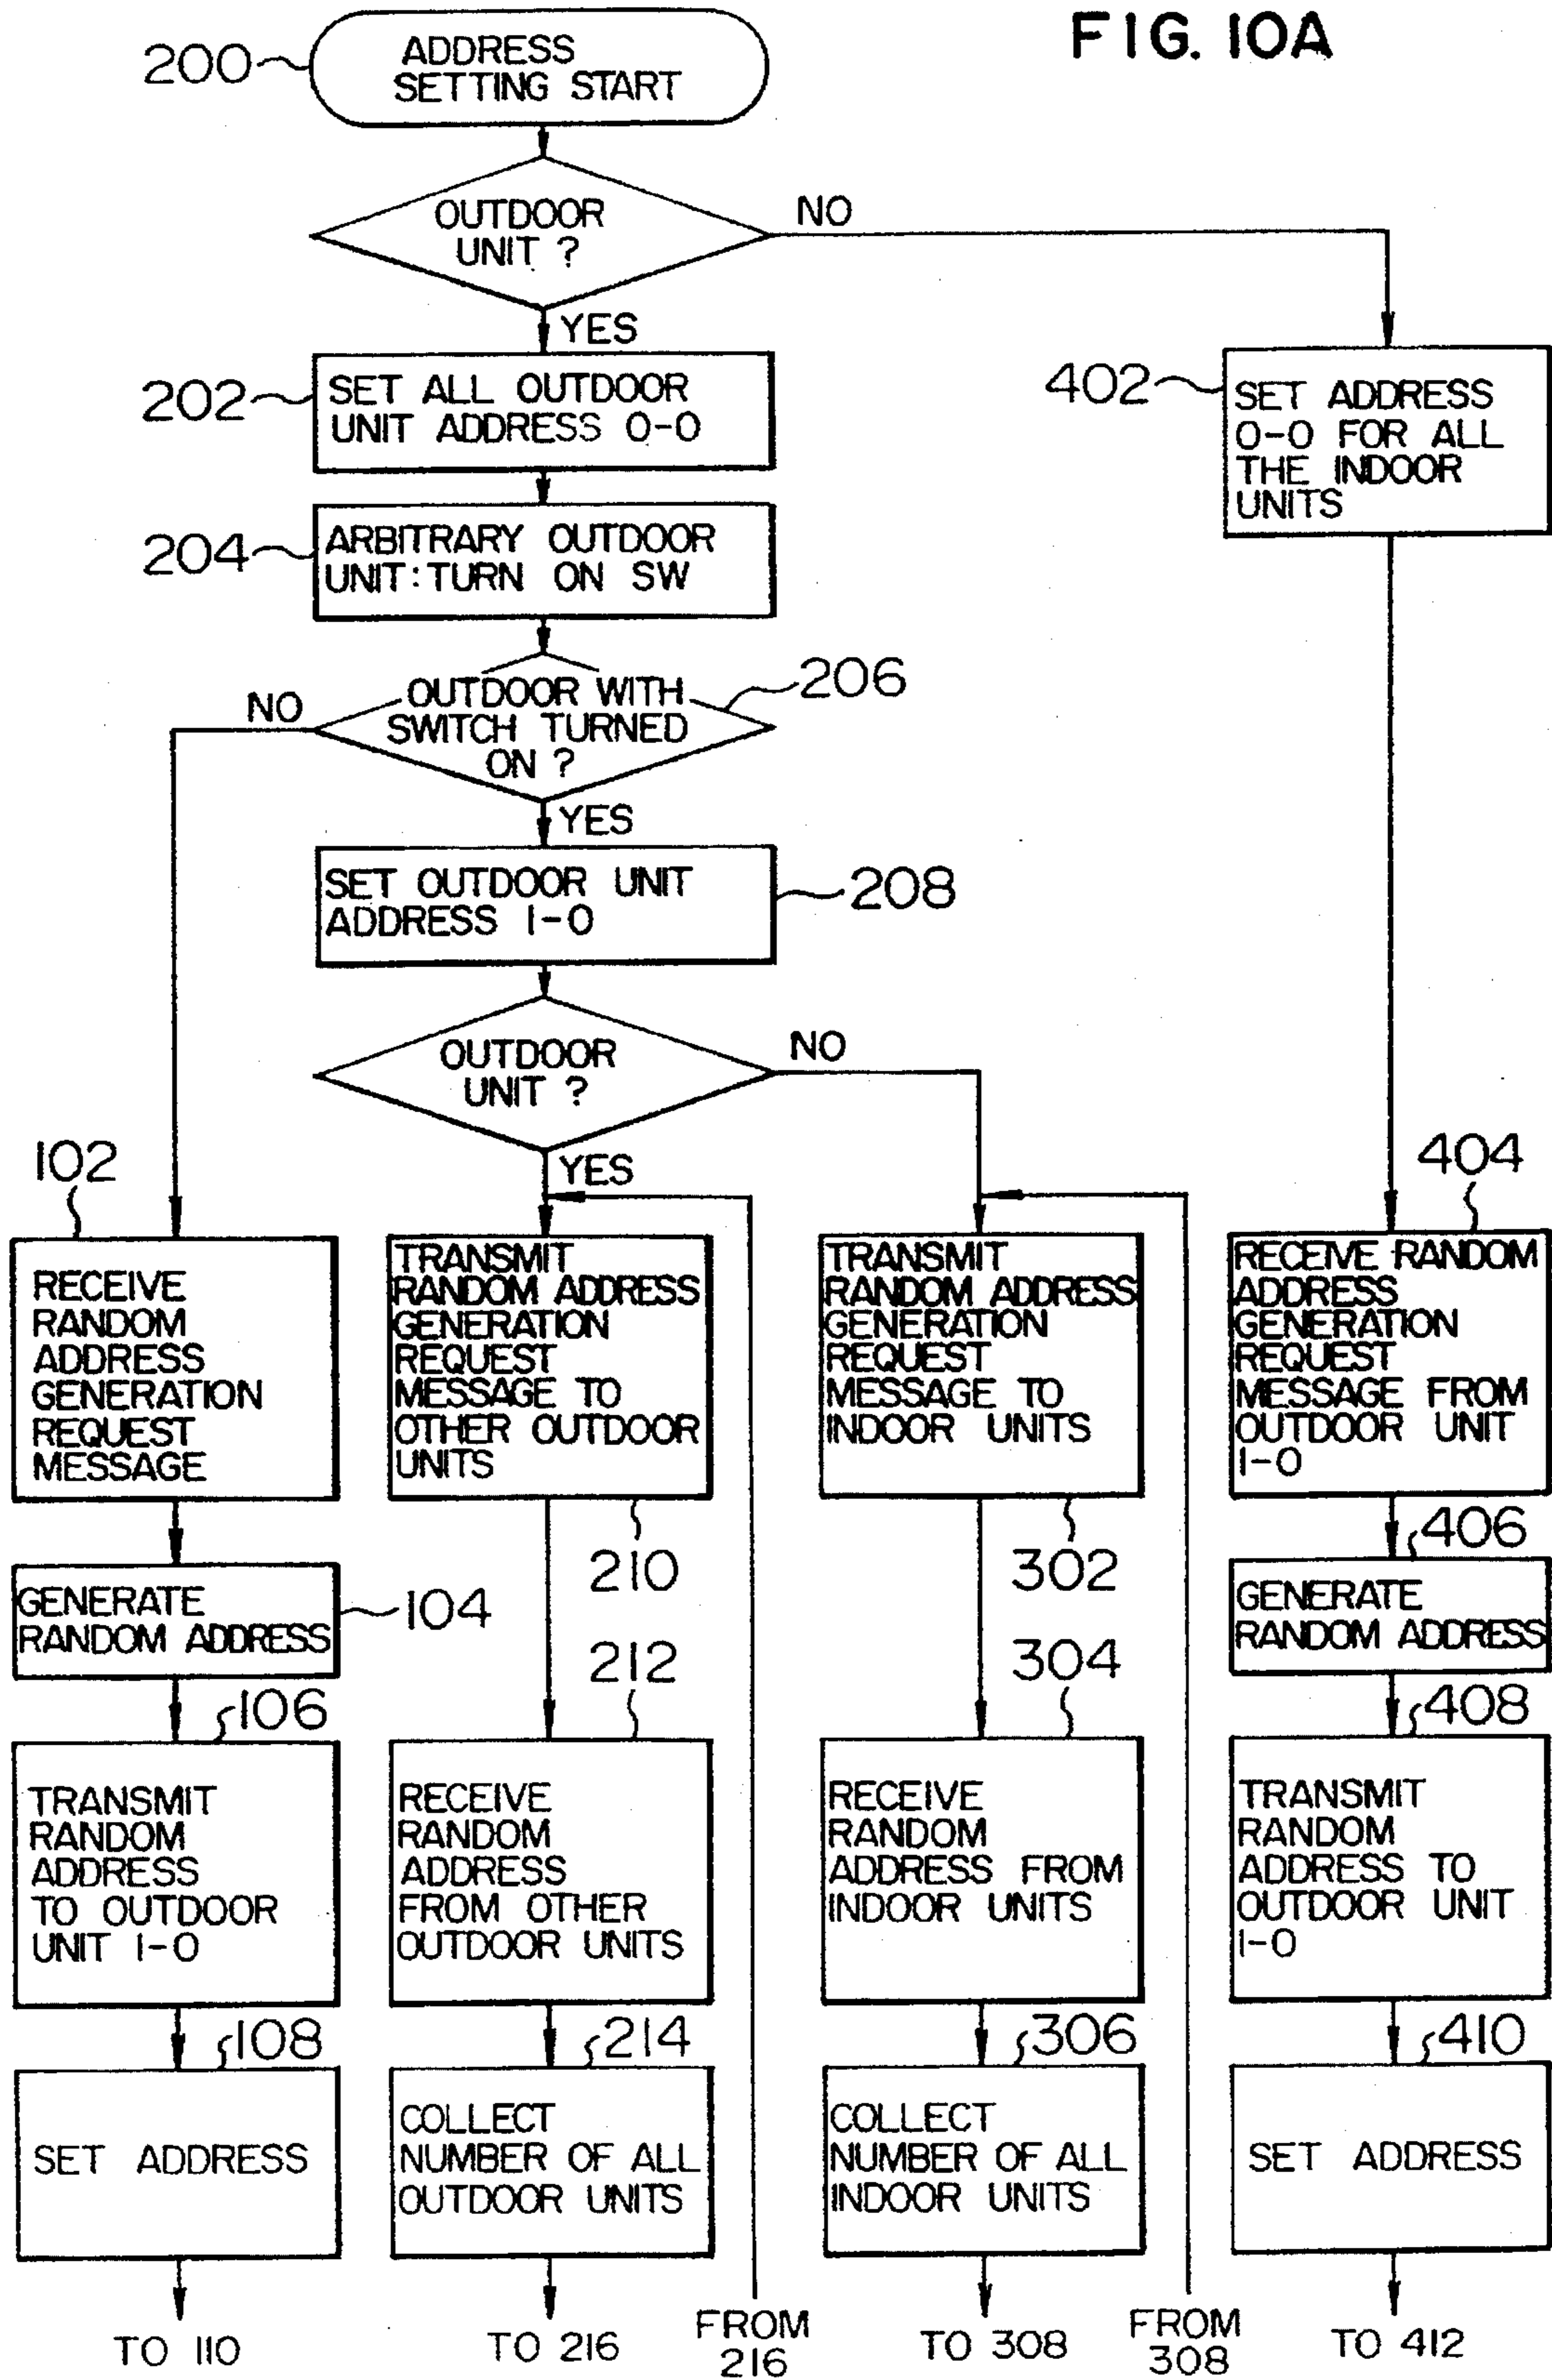 FIG. 10A
200
ADDRESS
SETTING START
OUTDOOR
UNIT ?
NO
YES
202
SET ALL OUTDOOR
UNIT ADDRESS 0-0
402
SET ADDRESS
0-0 FOR ALL
THE INDOOR
UNITS
204
ARBITRARY OUTDOOR
UNIT: TURN ON SW
206
NO
OUTDOOR WITH
SWITCH TURNED
ON ?
YES
SET OUTDOOR UNIT
ADDRESS 1-0
208
OUTDOOR
UNIT ?
NO
YES
102
RECEIVE
RANDOM
ADDRESS
GENERATION
REQUEST
MESSAGE
TRANSMIT
RANDOM ADDRESS
GENERATION
REQUEST
MESSAGE TO
OTHER OUTDOOR
UNITS
210
TRANSMIT
RANDOM ADDRESS
GENERATION
REQUEST
MESSAGE TO
INDOOR UNITS
302
404
RECEIVE RANDOM
ADDRESS
GENERATION
REQUEST
MESSAGE FROM
OUTDOOR UNIT
1-0
GENERATE
RANDOM ADDRESS
104
406
GENERATE
RANDOM ADDRESS
106
TRANSMIT
RANDOM
ADDRESS
TO OUTDOOR
UNIT 1-0
212
RECEIVE
RANDOM
ADDRESS
FROM OTHER
OUTDOOR UNITS
304
RECEIVE
RANDOM
ADDRESS FROM
INDOOR UNITS
408
TRANSMIT
RANDOM
ADDRESS TO
OUTDOOR UNIT
1-0
108
SET ADDRESS
214
COLLECT
NUMBER OF ALL
OUTDOOR UNITS
306
COLLECT
NUMBER OF ALL
INDOOR UNITS
410
SET ADDRESS
TO 110
TO 216
FROM
216
TO 308
FROM
308
TO 412